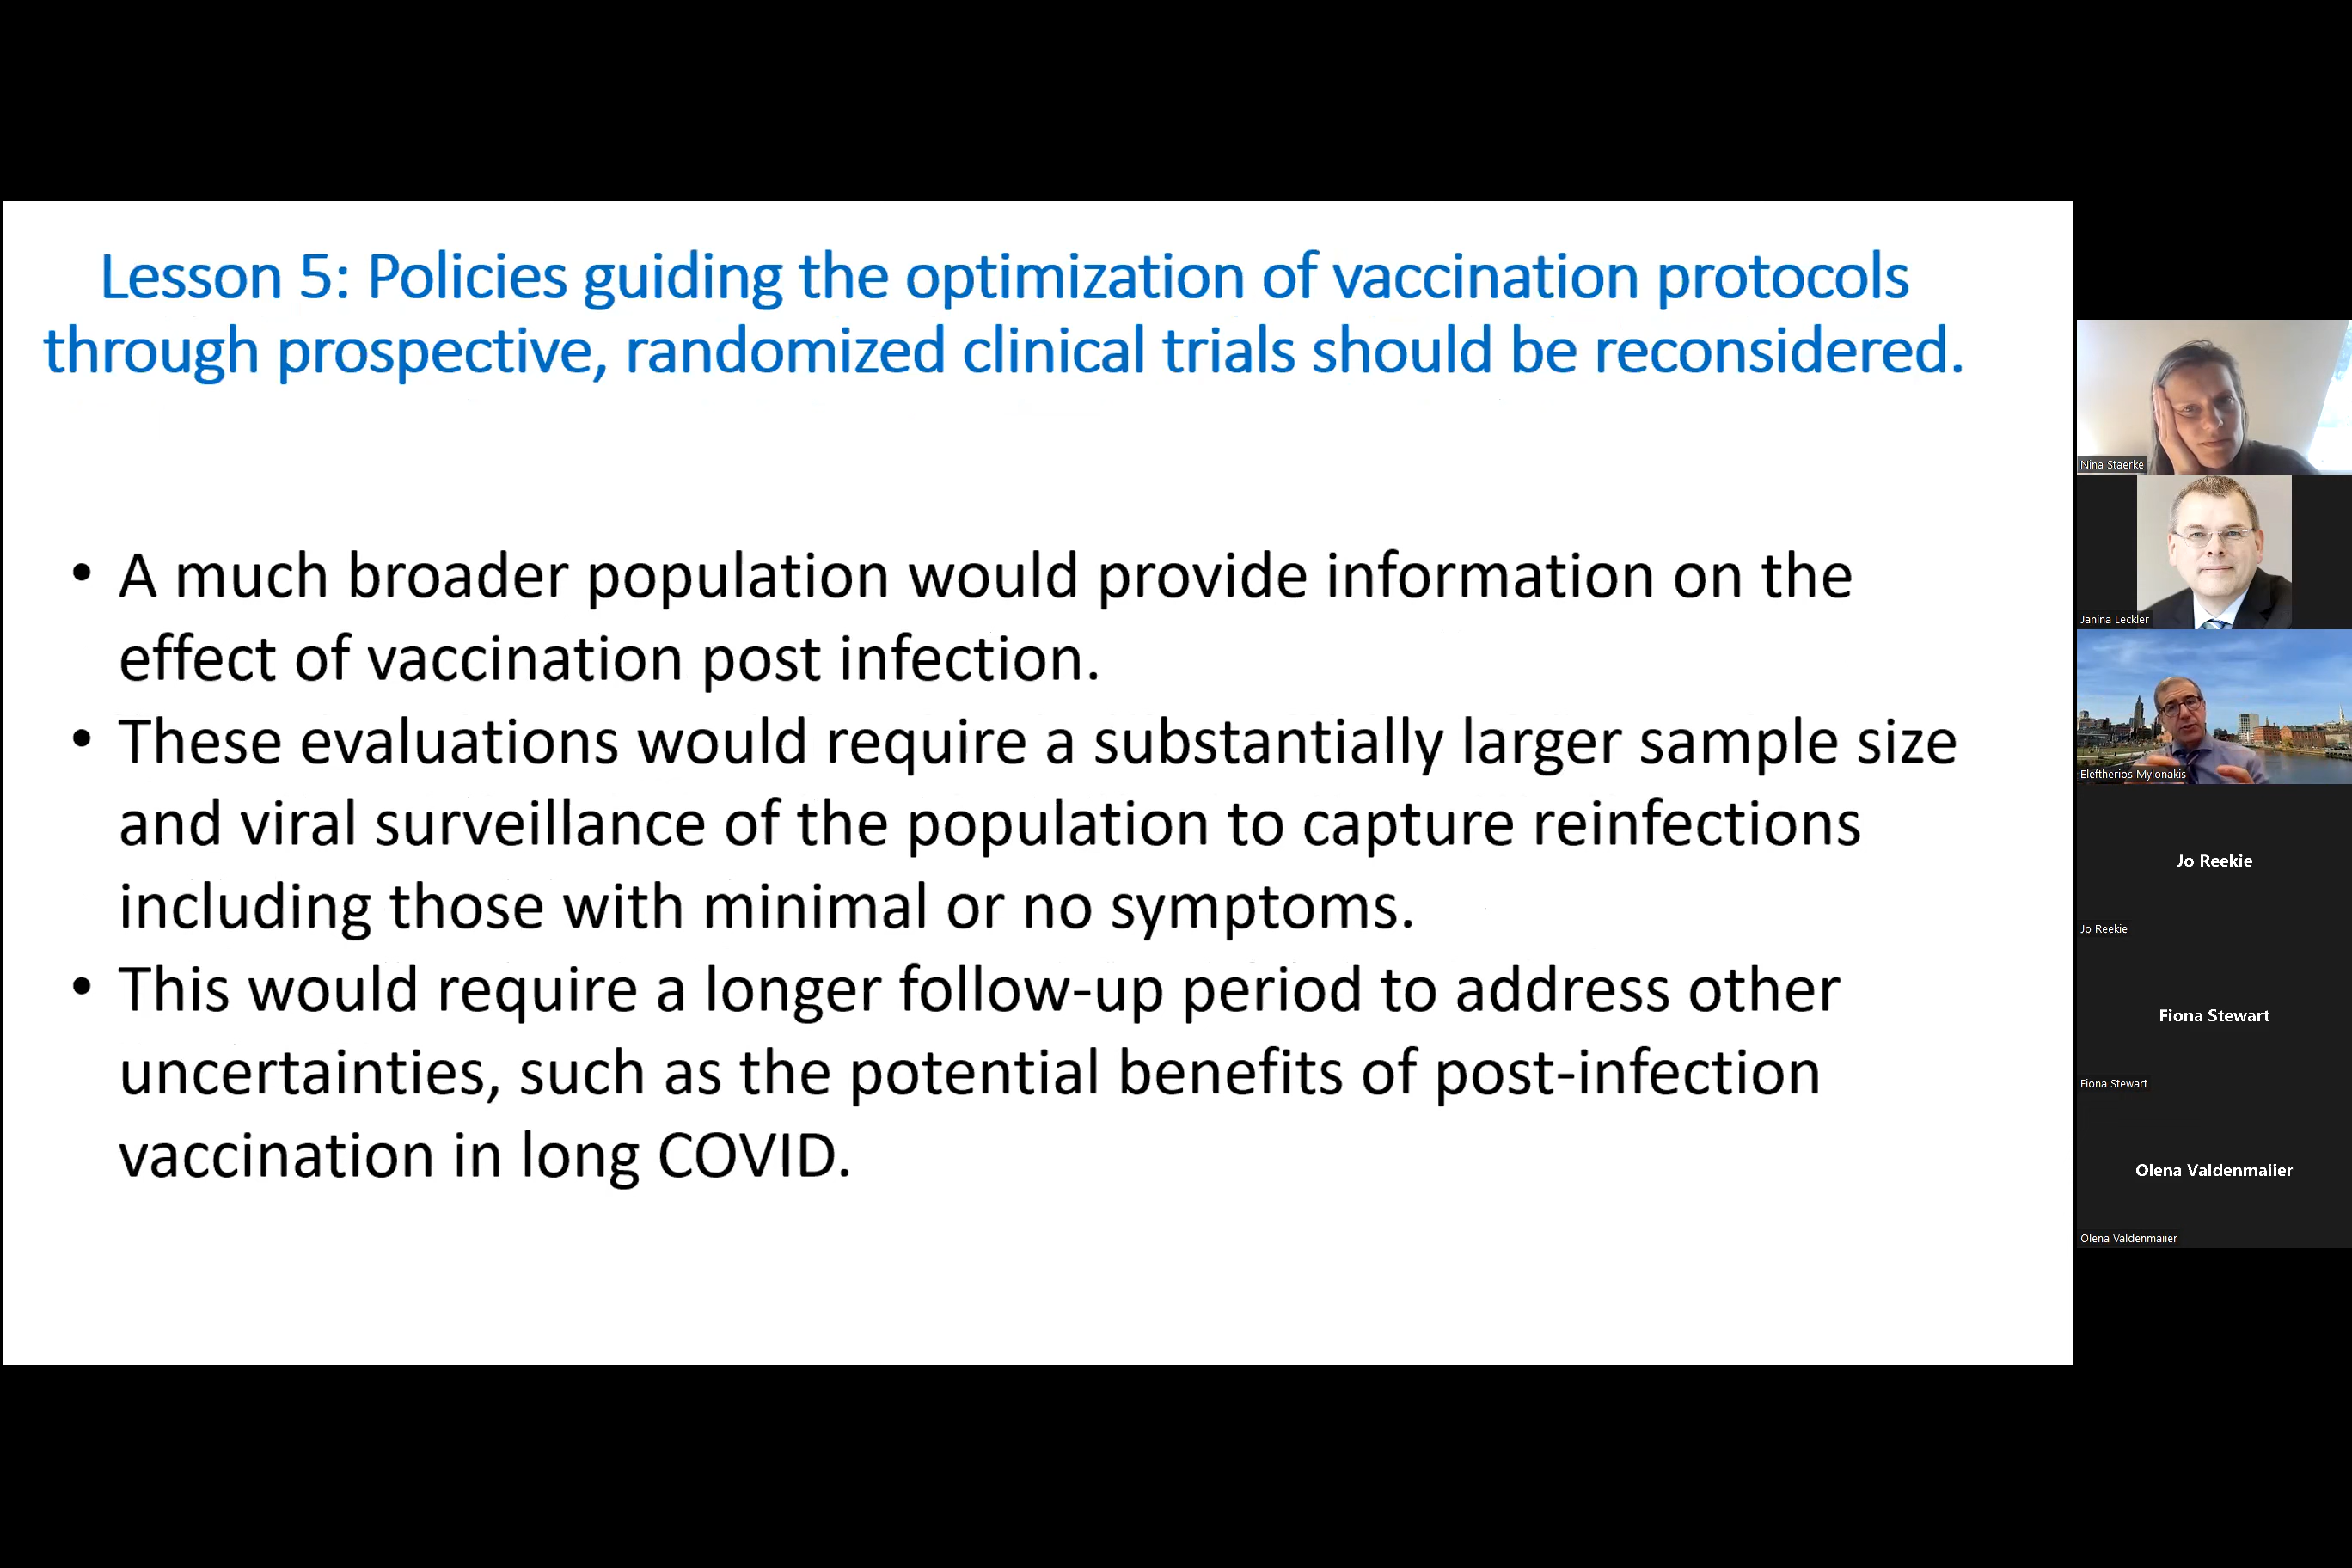 Lesson 5: Policies guiding the optimization of vaccination protocols
through prospective, randomized clinical trials should be reconsidered.
• A much broader population would provide information on the
effect of vaccination post infection.
• These evaluations would require a substantially larger sample size
and viral surveillance of the population to capture reinfections
including those with minimal or no symptoms.
• This would require a longer follow-up period to address other
uncertainties, such as the potential benefits of post-infection
vaccination in long COVID.
Nina Staerke
Janina Leckler
Eleftherios Mylonakis
Jo Reekie
Jo Reekie
Fiona Stewart
Fiona Stewart
Olena Valdenmaiier
Olena Valdenmaiier